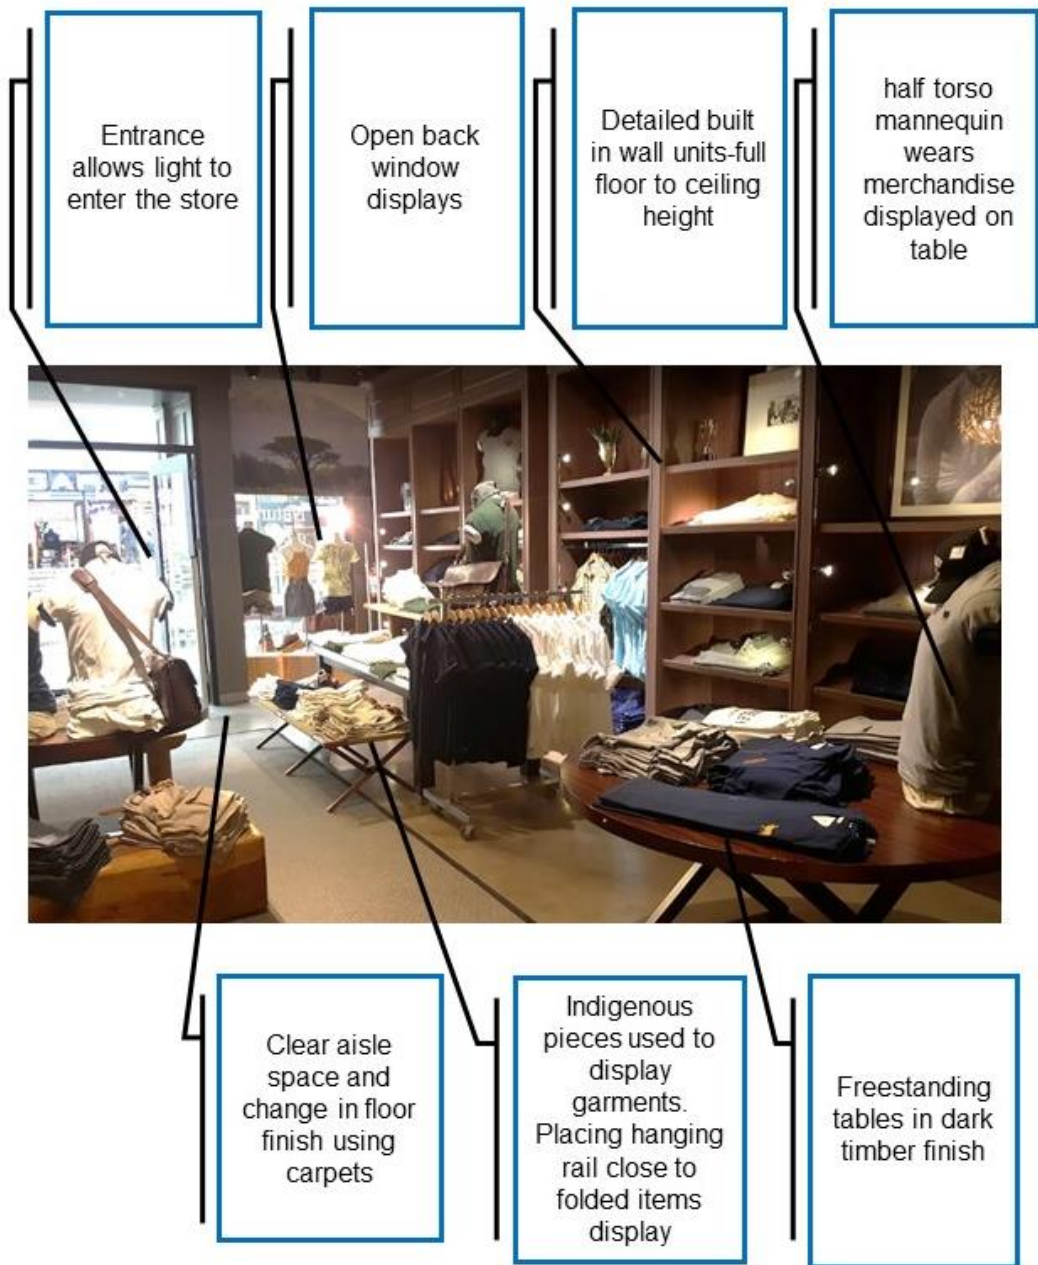 Entrance
allows light to
enter the store
Open back
window
displays
Detailed built
in wall units-full
floor to ceiling
height
half torso
mannequin
wears
merchandise
displayed on
table
Clear aisle
space and
change in floor
finish using
carpets
Indigenous
pieces used to
display
garments.
Placing hanging
rail close to
folded items
display
Freestanding
tables in dark
timber finish